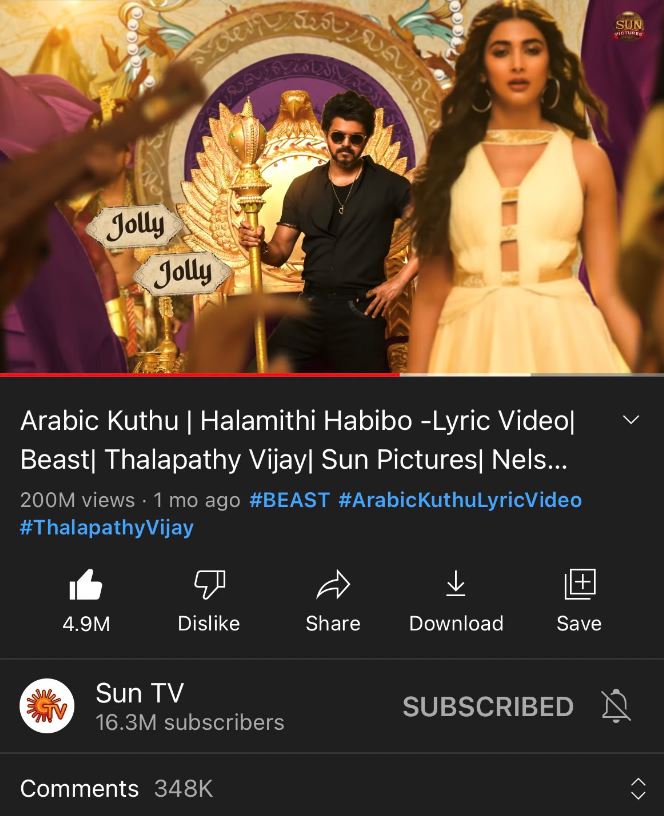 SUN
PICTURES
Jolly
Jolly
Arabic Kuthu | Halamithi Habibo -Lyric Video|
Beast| Thalapathy Vijay| Sun Pictures| Nels...
200M views · 1 mo ago #BEAST #ArabicKuthuLyricVideo
#ThalapathyVijay
4.9M Dislike Share Download Save
TV
Sun TV
16.3M subscribers
SUBSCRIBED
Comments 348K